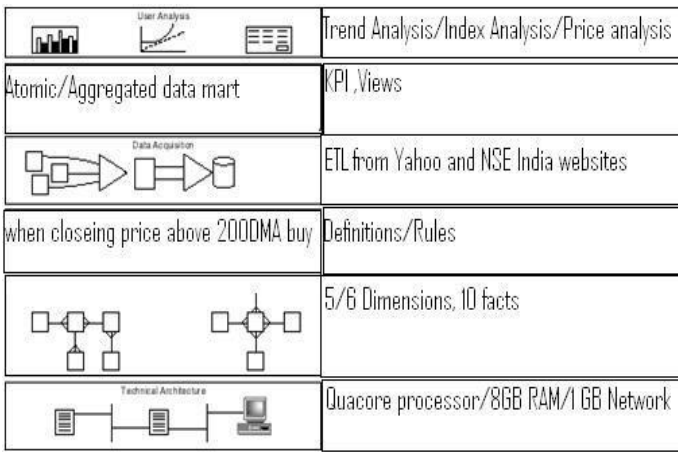 User Analysis
Trend Analysis/Index Analysis/Price analysis
Atomic/Aggregated data mart
KPI ,Views
Data Acquisition
ETL from Yahoo and NSE India websites
when closeing price above 200DMA buy
Definitions/Rules
5/6 Dimensions, 10 facts
Technical Architecture
Quacore processor/8GB RAM/1 GB Network